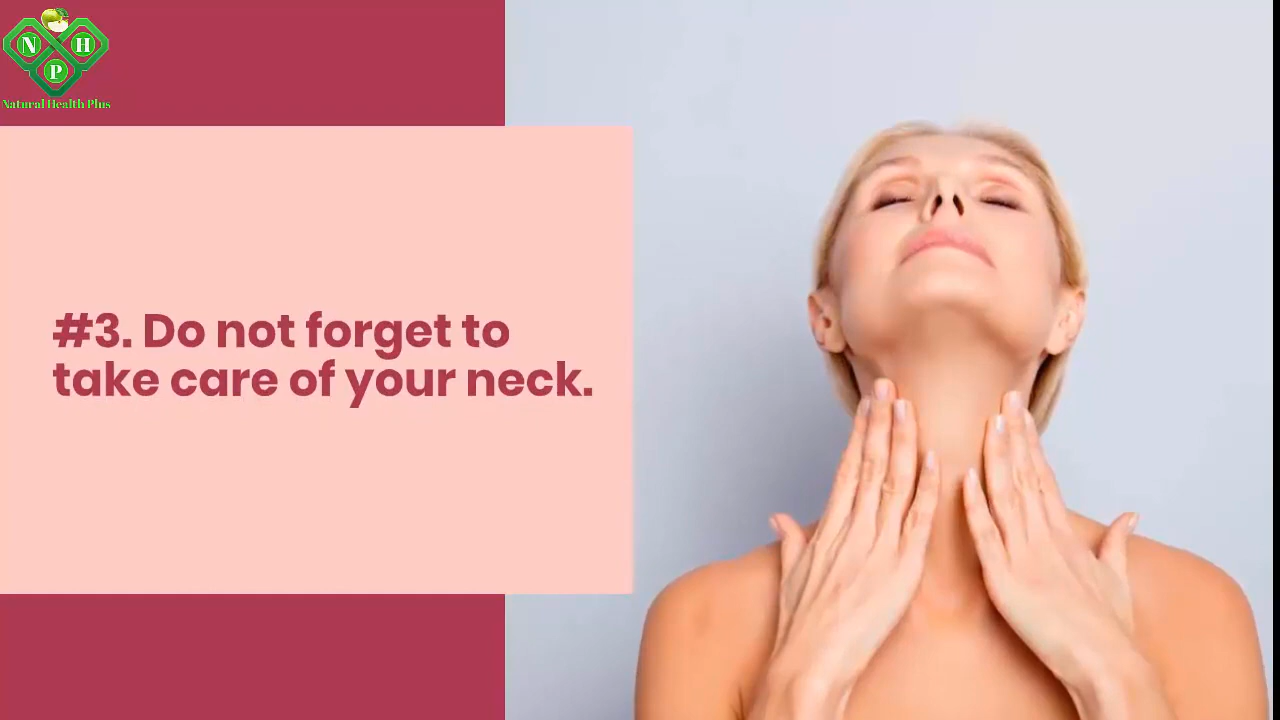 N H
P
Natural Health Plus
#3. Do not forget to
take care of your neck.